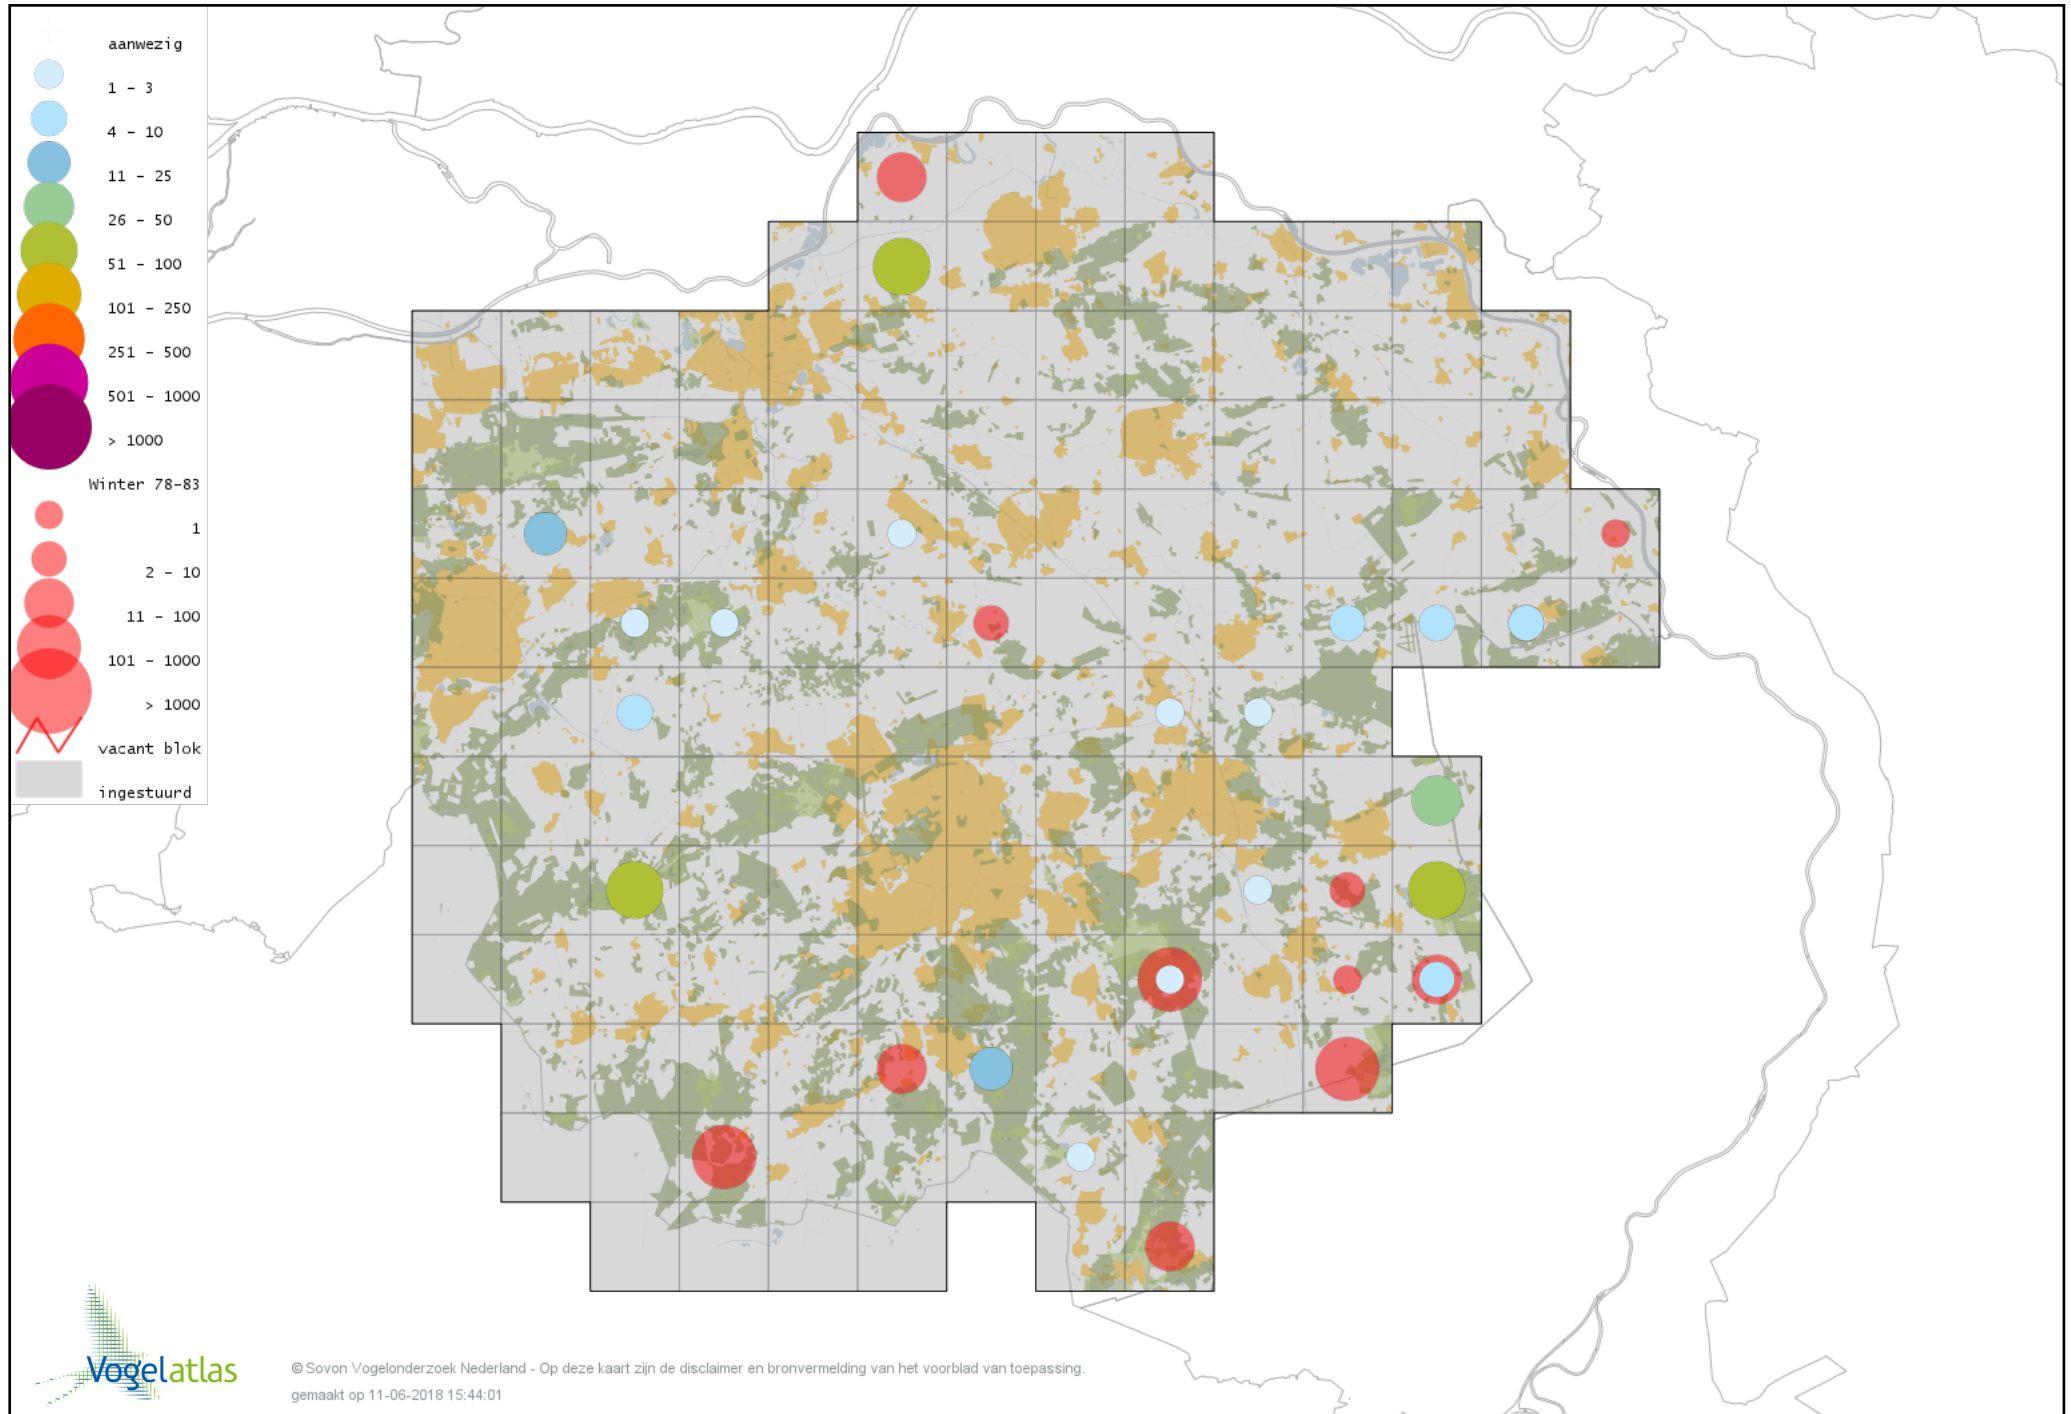 aanwezig
1 - 3
4 - 10
11 - 25
26 - 50
51 - 100
101 - 250
251 - 500
501 - 1000
> 1000
Winter 78-83
1
2 - 10
11 - 100
101 - 1000
> 1000
vacant blok
ingestuurd
Vogelatlas
© Sovon Vogelonderzoek Nederland - Op deze kaart zijn de disclaimer en bronvermelding van het voorblad van toepassing.
gemaakt op 11-06-2018 15:44:01